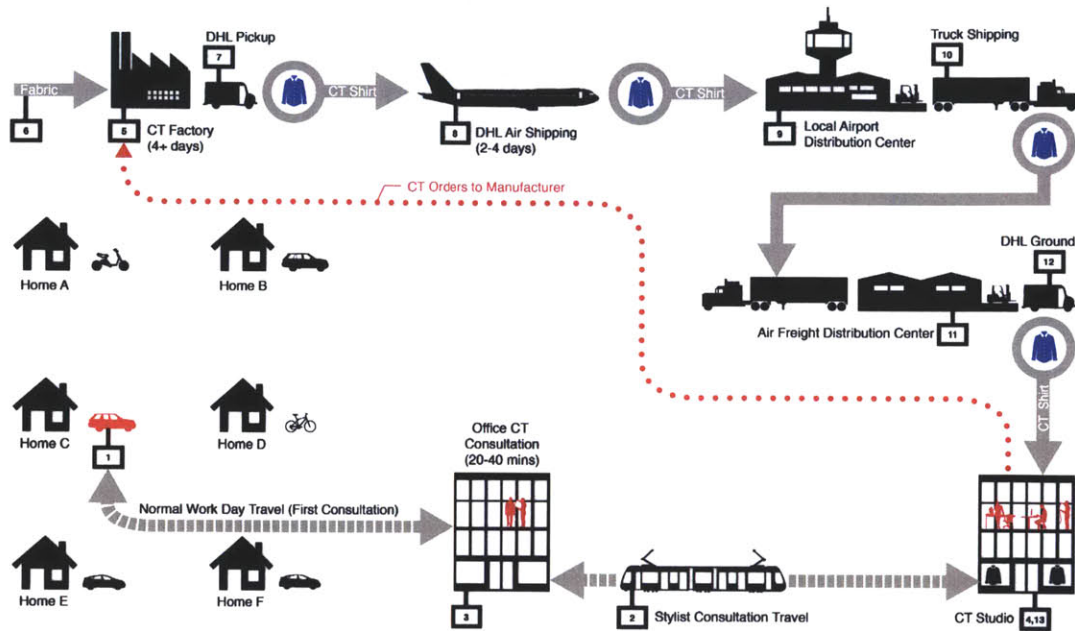 DHL Pickup
7
Truck Shipping
10
Fabric
CT Shirt
CT Shirt
6
5
CT Factory
(4+ days)
8
DHL Air Shipping
(2-4 days)
9
Local Airport
Distribution Center
CT Orders to Manufacturer
DHL Ground
12
Home A
Home B
Air Freight Distribution Center
11
CT Shirt
Home C
1
Home D
Office CT
Consultation
(20-40 mins)
Normal Work Day Travel (First Consultation)
Home E
Home F
3
2
Stylist Consultation Travel
CT Studio
4,13